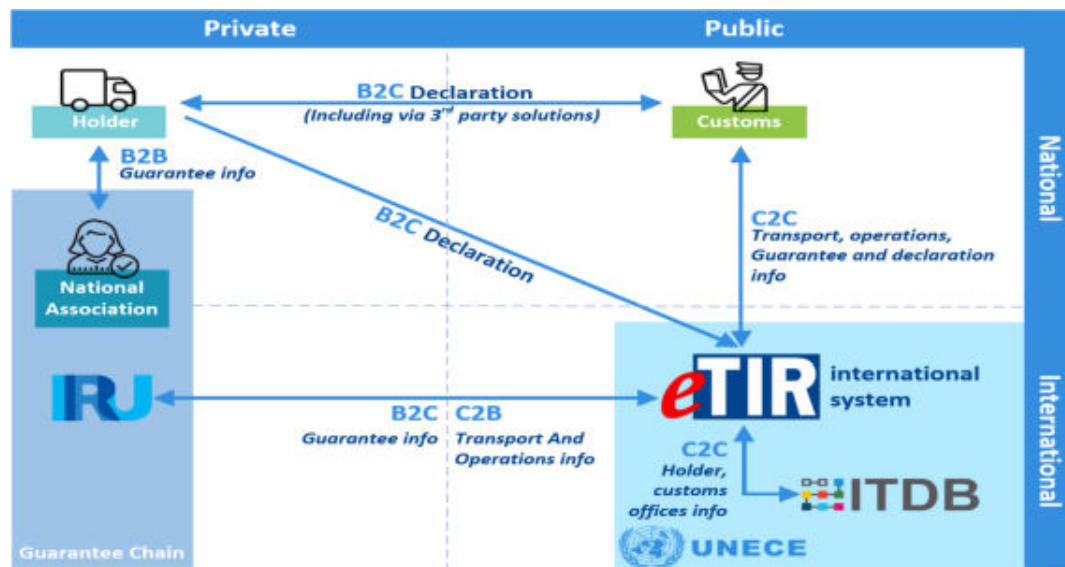 Private
Public
B2C Declaration
(Including via 3rd party solutions)
Holder
Customs
National
B2B
Guarantee info
B2C Declaration
C2C
Transport, operations,
Guarantee and declaration
info
National
Association
IRU
eTIR
international
system
International
B2C
C2B
Guarantee info
Transport And
Operations info
C2C
Holder,
customs
offices info
ITDB
UNECE
Guarantee Chain